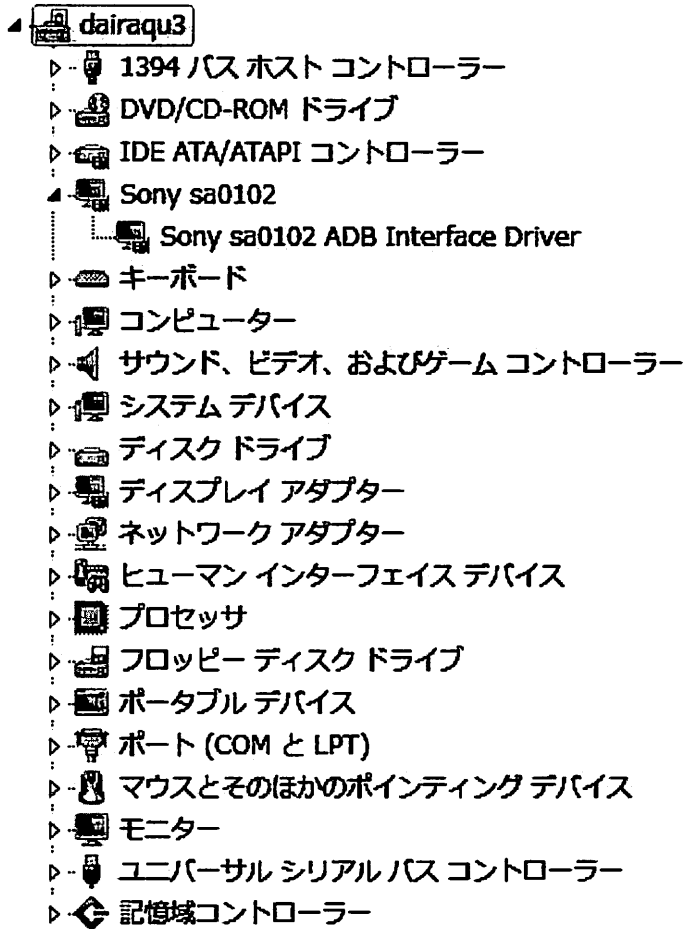 dairaqu3
1394 バス ホスト コントローラー
DVD/CD-ROM ドライブ
IDE ATA/ATAPI コントローラー
Sony sa0102
Sony sa0102 ADB Interface Driver
キーボード
コンピューター
サウンド、ビデオ、およびゲーム コントローラー
システム デバイス
ディスク ドライブ
ディスプレイ アダプター
ネットワーク アダプター
ヒューマン インターフェイス デバイス
プロセッサ
フロッピー ディスク ドライブ
ポータブル デバイス
ポート (COM と LPT)
マウスとそのほかのポインティング デバイス
モニター
ユニバーサル シリアル バス コントローラー
記憶域コントローラー